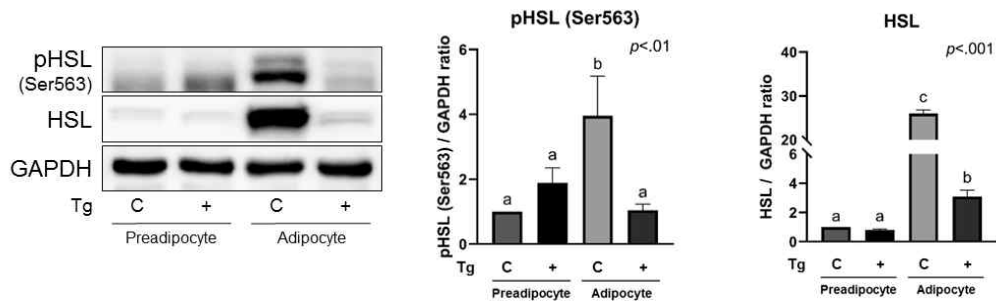 pHSL
(Ser563)
HSL
GAPDH
Tg C + C +
Preadipocyte Adipocyte
pHSL (Ser563)
p<.01
pHSL (Ser563) / GAPDH ratio
6
4
2
0
a
a
b
a
Tg C + C +
Preadipocyte Adipocyte
HSL
p<.001
HSL / GAPDH ratio
40
30
20
6
4
2
0
a
a
c
b
Tg C + C +
Preadipocyte Adipocyte